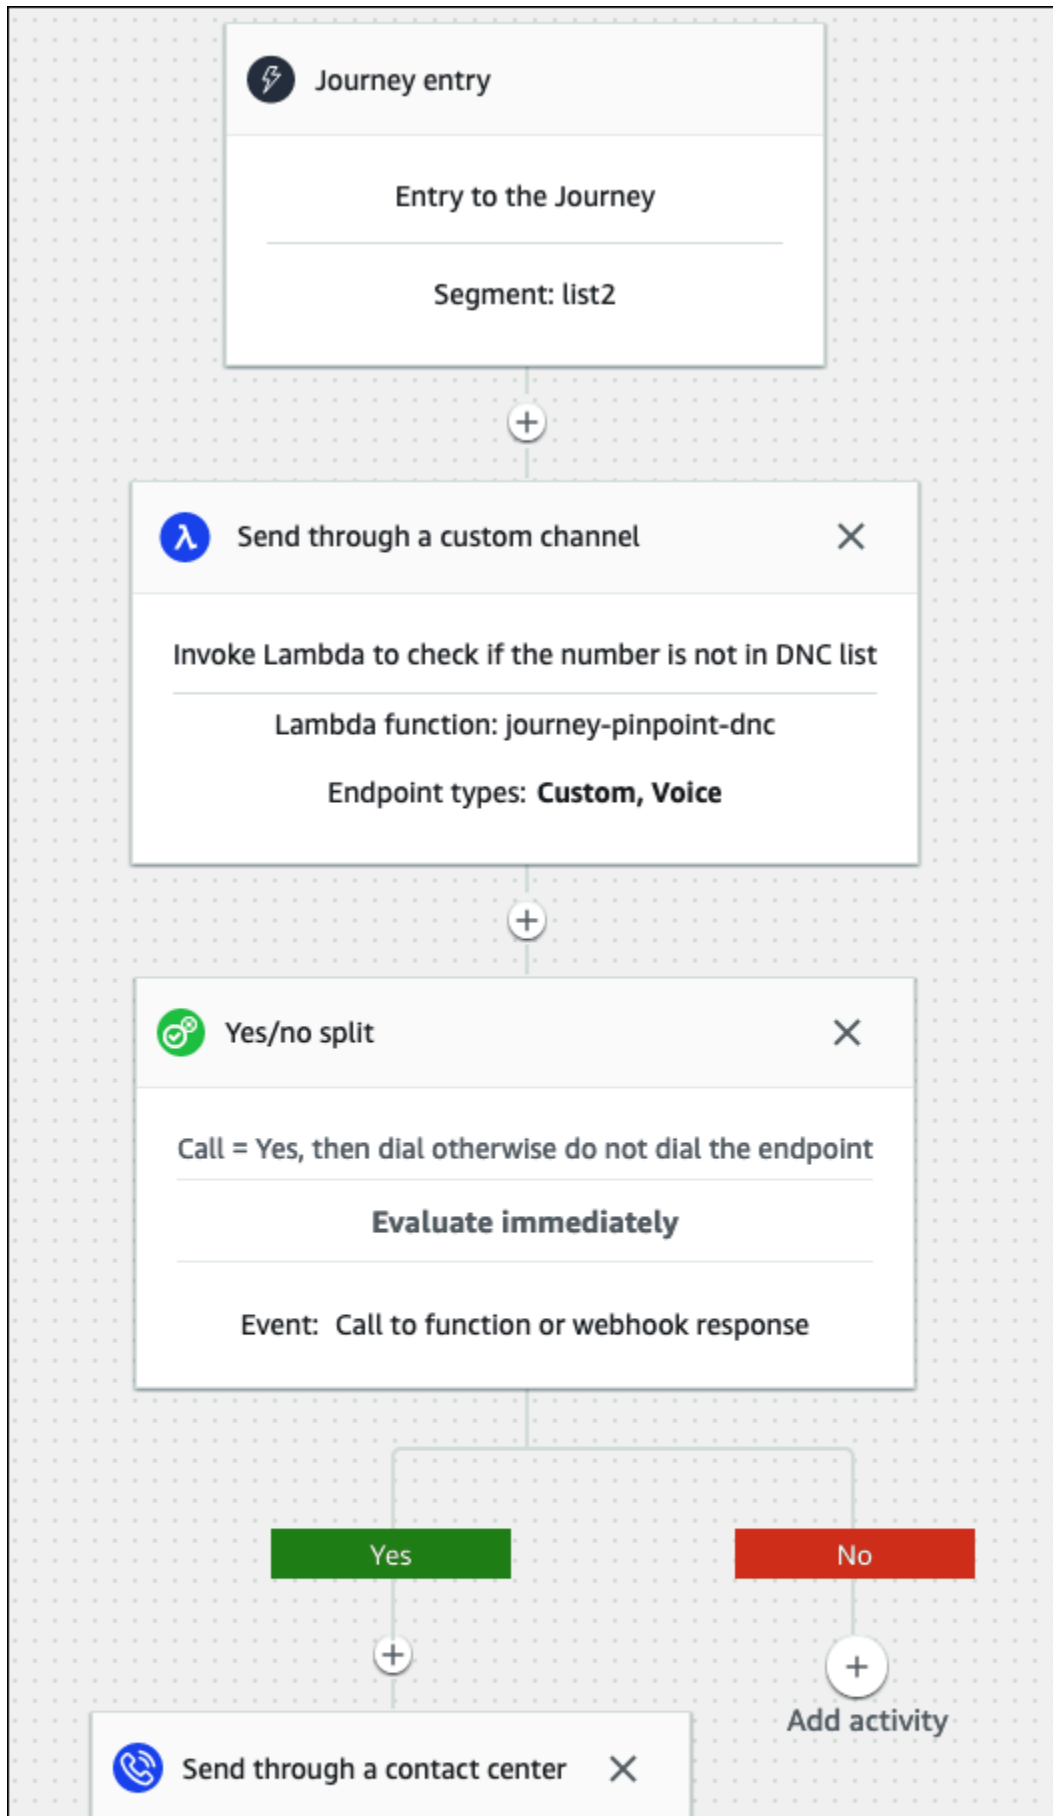 Journey entry
Entry to the Journey
Segment: list2
Send through a custom channel
Invoke Lambda to check if the number is not in DNC list
Lambda function: journey-pinpoint-dnc
Endpoint types: Custom, Voice
Yes/no split
Call = Yes, then dial otherwise do not dial the endpoint
Evaluate immediately
Event: Call to function or webhook response
Yes
No
Add activity
Send through a contact center